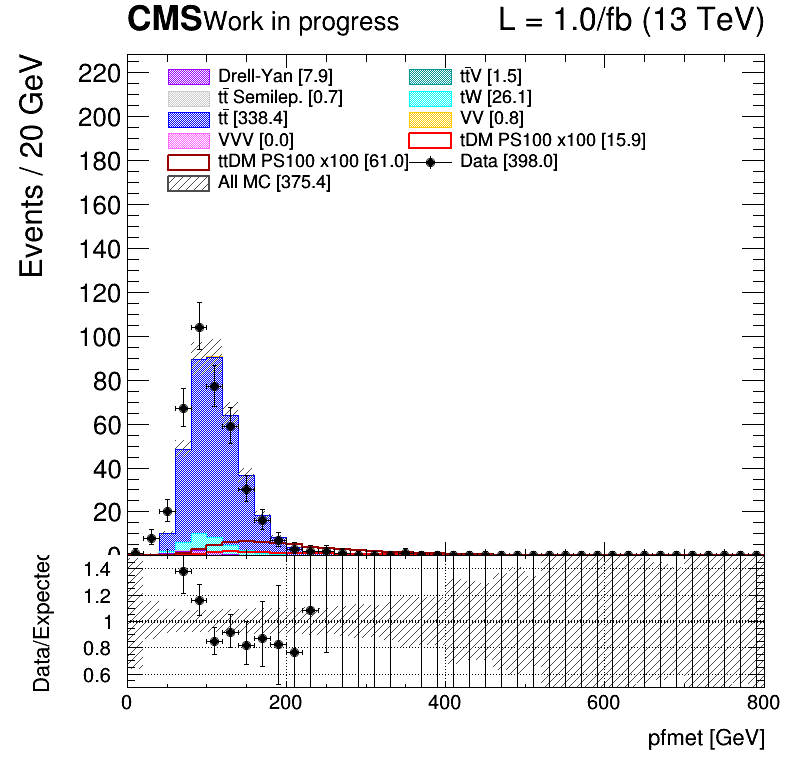 CMS Work in progress L = 1.0/fb (13 TeV)
Events / 20 GeV
220
200
180
160
140
120
100
80
60
40
20
0
Drell-Yan [7.9] tt̄V [1.5]
tt̄ Semilep. [0.7] tW [26.1]
tt̄ [338.4] VV [0.8]
VVV [0.0] tDM PS100 x100 [15.9]
ttDM PS100 x100 [61.0] Data [398.0]
All MC [375.4]
Data/Expected
1.4
1.2
1
0.8
0.6
0 200 400 600 800
pfmet [GeV]